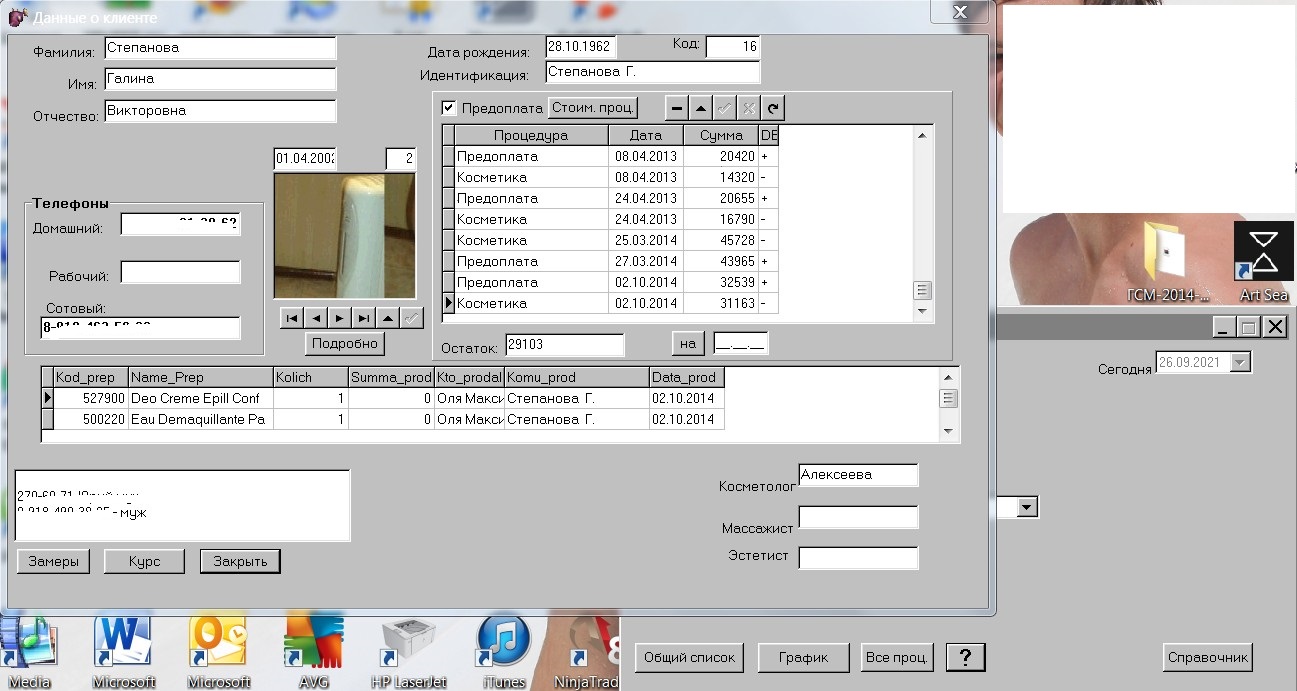 Данные о клиенте
Фамилия: Степанова
Имя: Галина
Отчество: Викторовна
Дата рождения: 28.10.1962 Код: 16
Идентификация: Степанова Г.
Предоплата Стоим. проц.
Процедура Дата Сумма DE
Предоплата 08.04.2013 20420 +
Косметика 08.04.2013 14320 -
Предоплата 24.04.2013 20655 +
Косметика 24.04.2013 16790 -
Косметика 25.03.2014 45728 -
Предоплата 27.03.2014 43965 +
Предоплата 02.10.2014 32539 +
Косметика 02.10.2014 31163 -
Остаток: 29103 на __.__.__
01.04.2002 2
Телефоны
Домашний:
Рабочий:
Сотовый:
Подробно
Kod_prep Name_Prep Kolich Summa_prod Kto_prodal Komu_prod Data_prod
527900 Deo Creme Epill Conf 1 0 Оля Макси Степанова Г. 02.10.2014
500220 Eau Demaquillante Pa 1 0 Оля Макси Степанова Г. 02.10.2014
- муж
Косметолог Алексеева
Массажист
Эстетист
Замеры Курс Закрыть
ГСМ-2014-... Art Sea
Сегодня 26.09.2021
Общий список График Все проц. ? Справочник
Media Microsoft Microsoft AVG HP LaserJet iTunes NinjaTrad